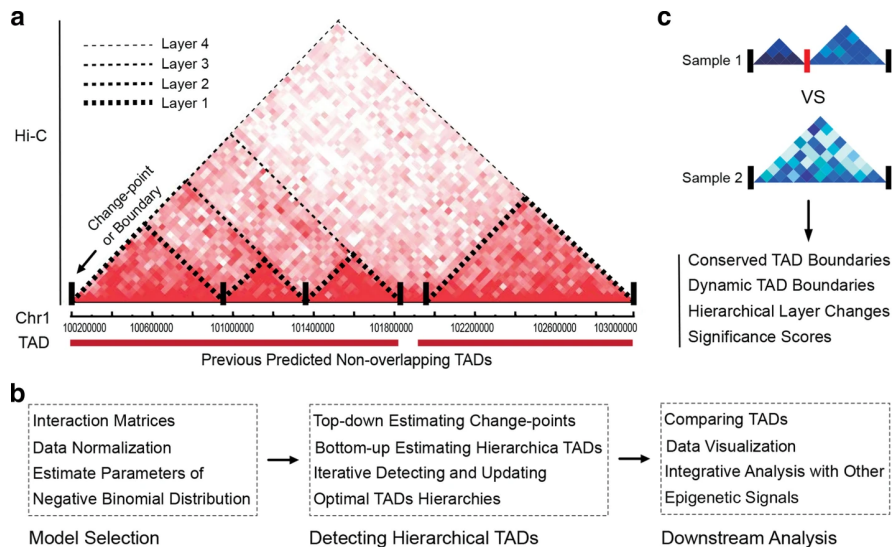 a
Layer 4
Layer 3
Layer 2
Layer 1
Hi-C
Change-point
or Boundary
Chr1
100200000 100600000 101000000 101400000 101800000 102200000 102600000 103000000
TAD
Previous Predicted Non-overlapping TADs
c
Sample 1
VS
Sample 2
Conserved TAD Boundaries
Dynamic TAD Boundaries
Hierarchical Layer Changes
Significance Scores
b
Interaction Matrices
Data Normalization
Estimate Parameters of
Negative Binomial Distribution
Model Selection
Top-down Estimating Change-points
Bottom-up Estimating Hierarchica TADs
Iterative Detecting and Updating
Optimal TADs Hierarchies
Detecting Hierarchical TADs
Comparing TADs
Data Visualization
Integrative Analysis with Other
Epigenetic Signals
Downstream Analysis